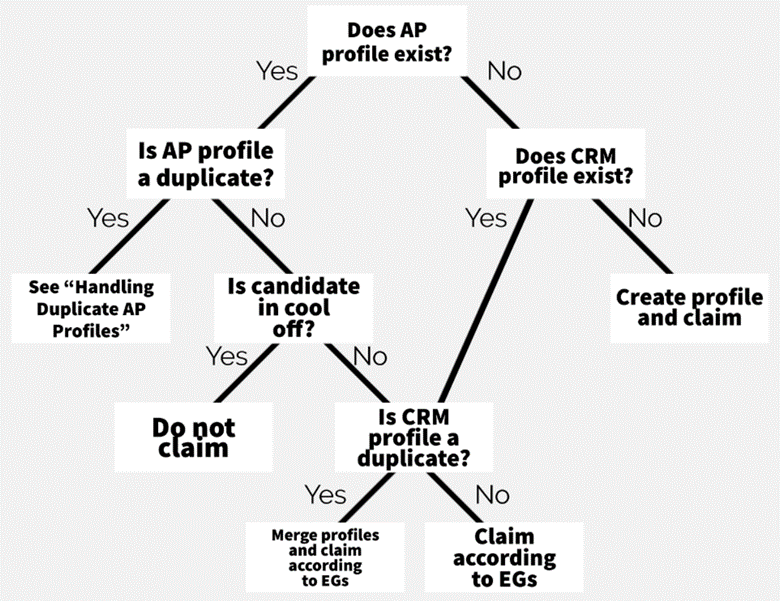 Does AP
profile exist?
Yes
No
Is AP profile
a duplicate?
Does CRM
profile exist?
Yes
No
Yes
No
See “Handling
Duplicate AP
Profiles”
Is candidate
in cool
off?
Create profile
and claim
Yes
No
Do not
claim
Is CRM
profile a
duplicate?
Yes
No
Merge profiles
and claim
according
to EGs
Claim
according
to EGs